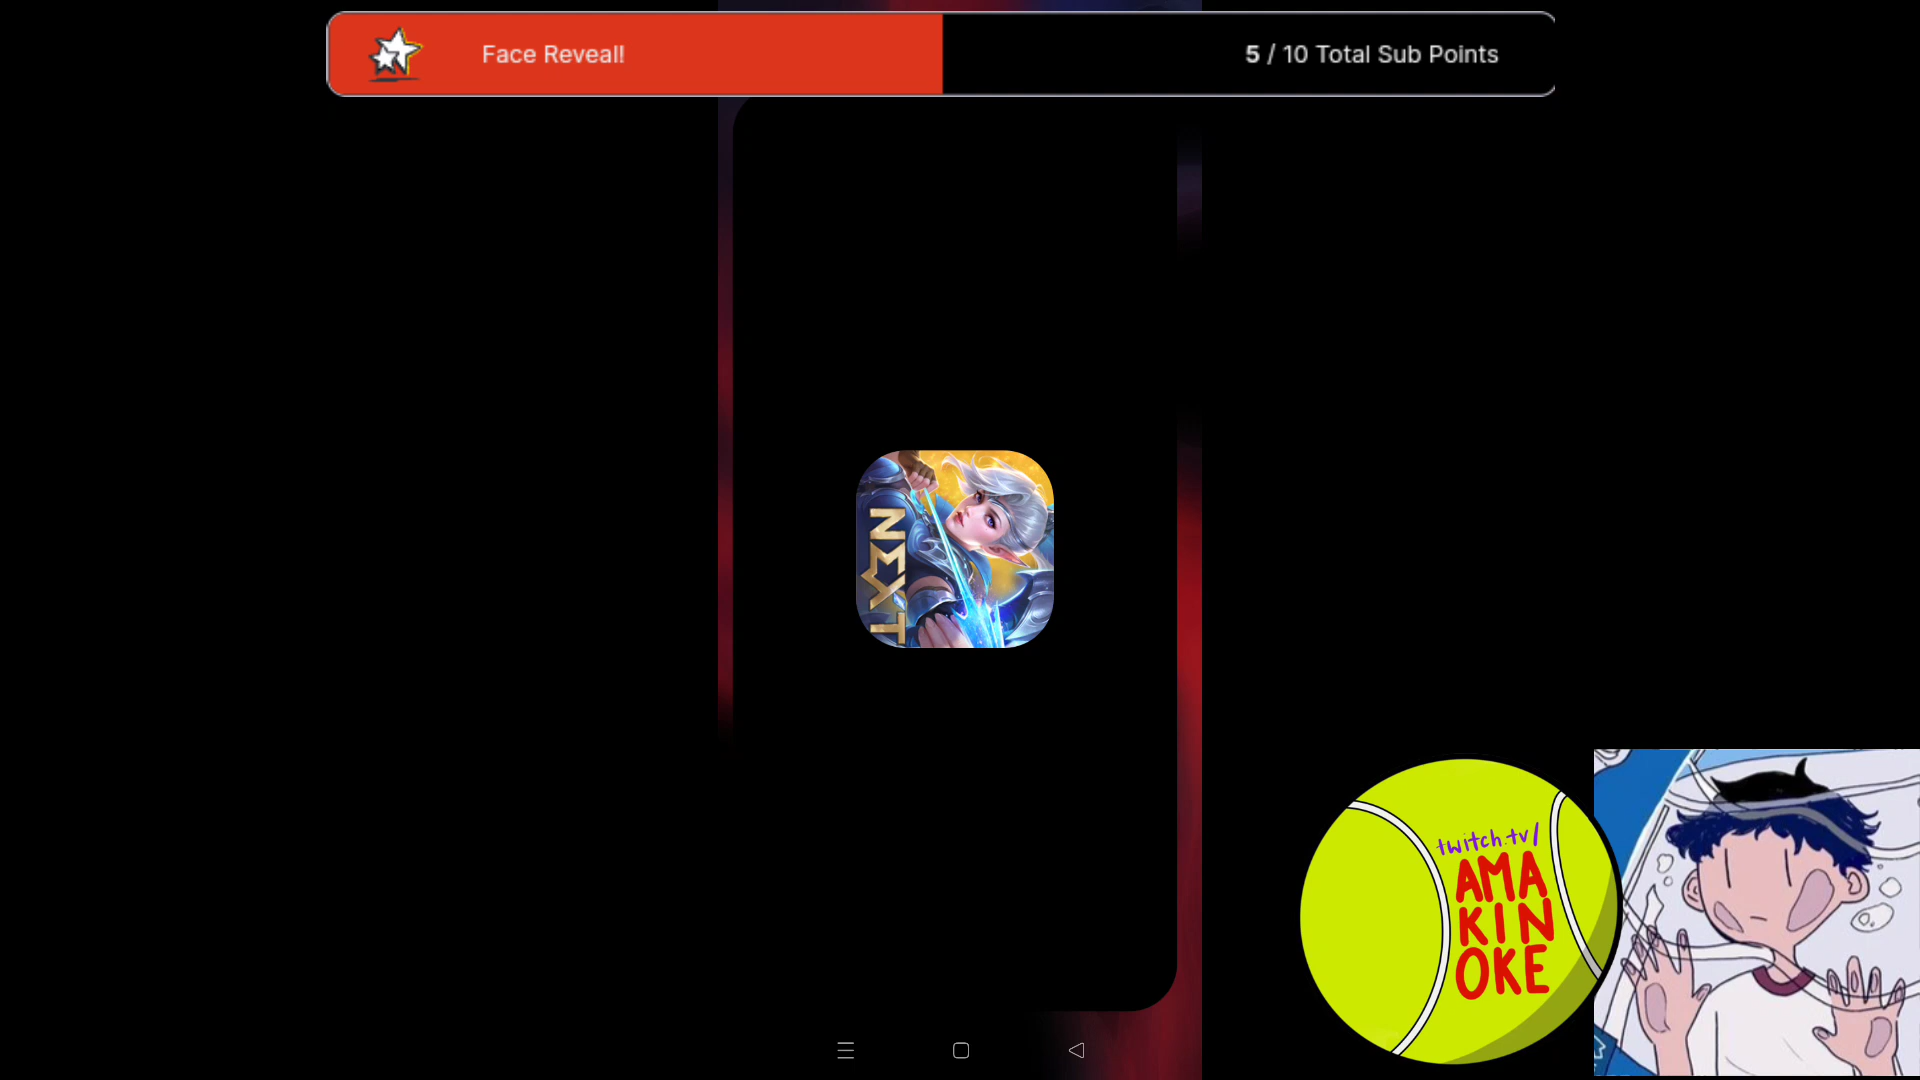 Face Reveal!
5 / 10 Total Sub Points
NEXT
twitch.tv/
AMA
KIN
OKE